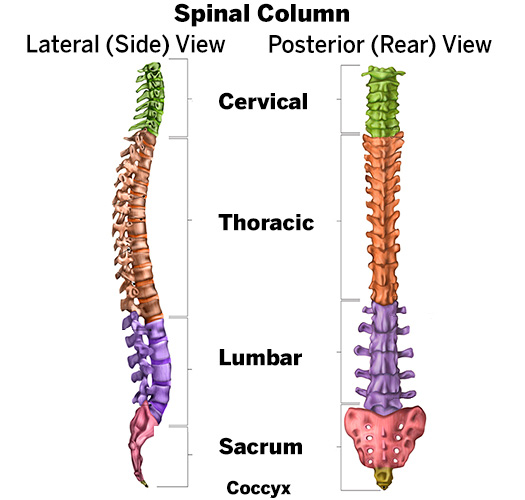 Spinal Column
Lateral (Side) View
Posterior (Rear) View
Cervical
Thoracic
Lumbar
Sacrum
Coccyx